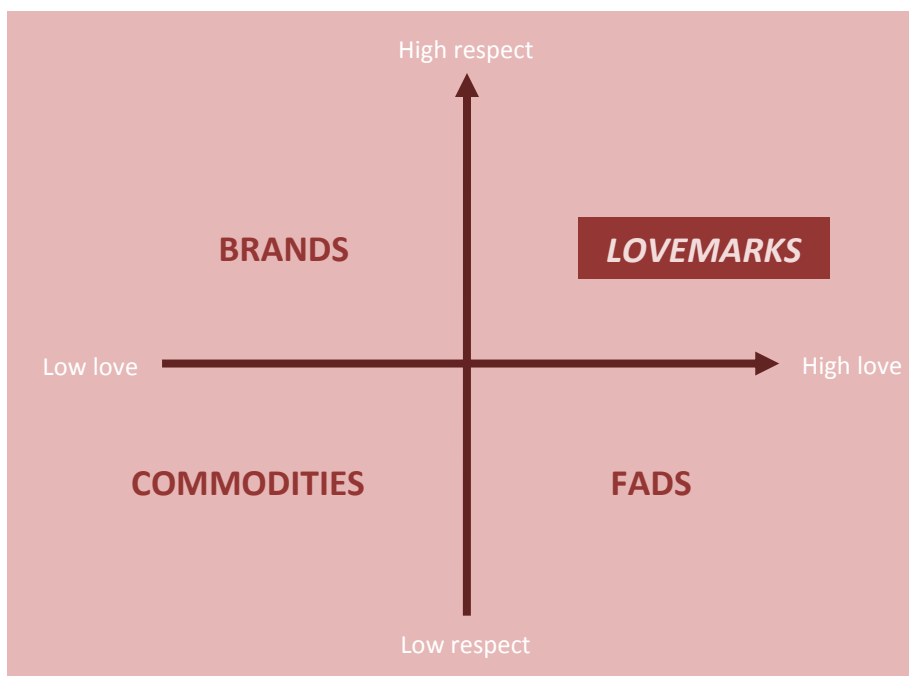 High respect
BRANDS
LOVEMARKS
Low love
High love
COMMODITIES
FADS
Low respect